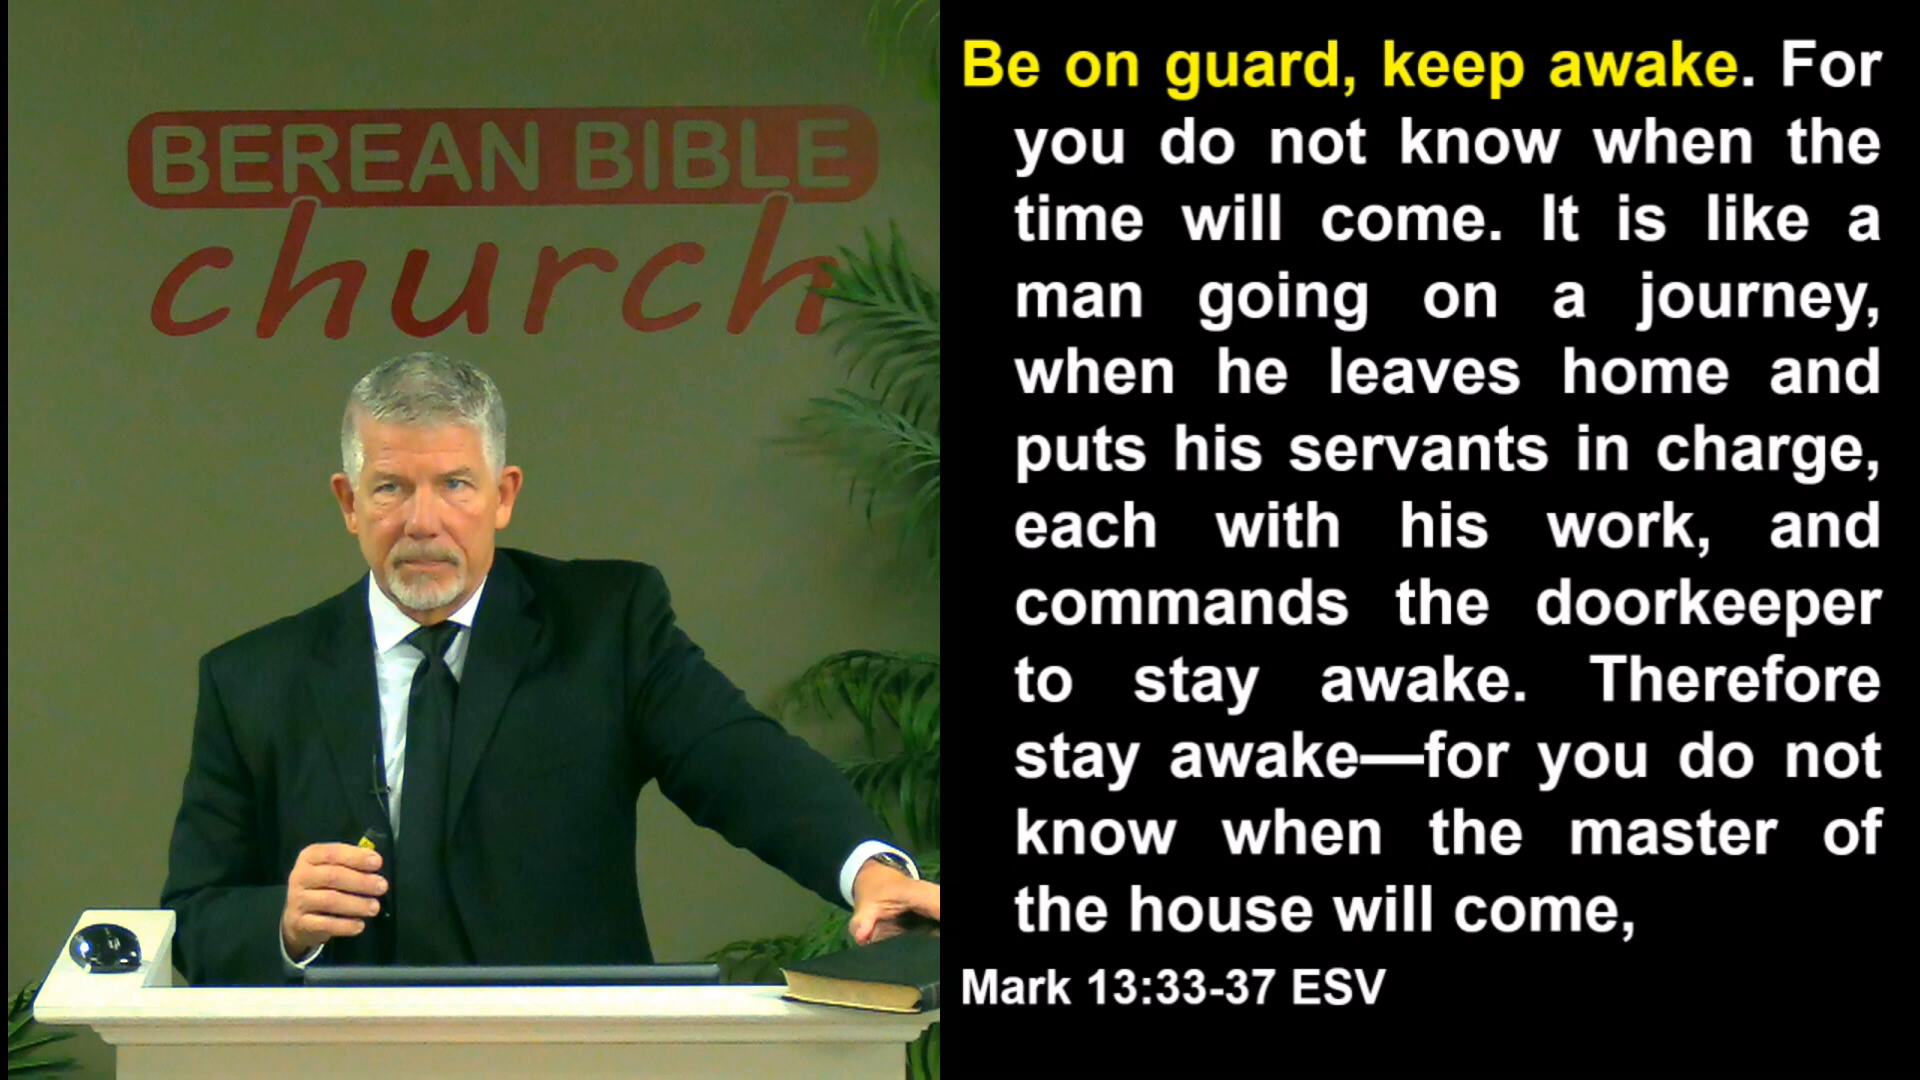 BEREAN BIBLE
church
Be on guard, keep awake. For
you do not know when the
time will come. It is like a
man going on a journey,
when he leaves home and
puts his servants in charge,
each with his work, and
commands the doorkeeper
to stay awake. Therefore
stay awake—for you do not
know when the master of
the house will come,
Mark 13:33-37 ESV